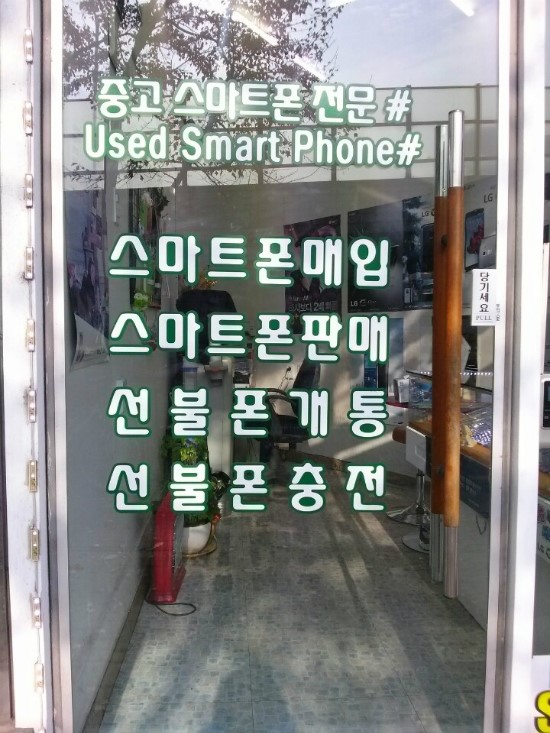 중고 스마트폰 전문#
Used Smart Phone#
스마트폰매입
스마트폰판매
선불폰개통
선불폰충전
당기세요
PULL
LG
LG